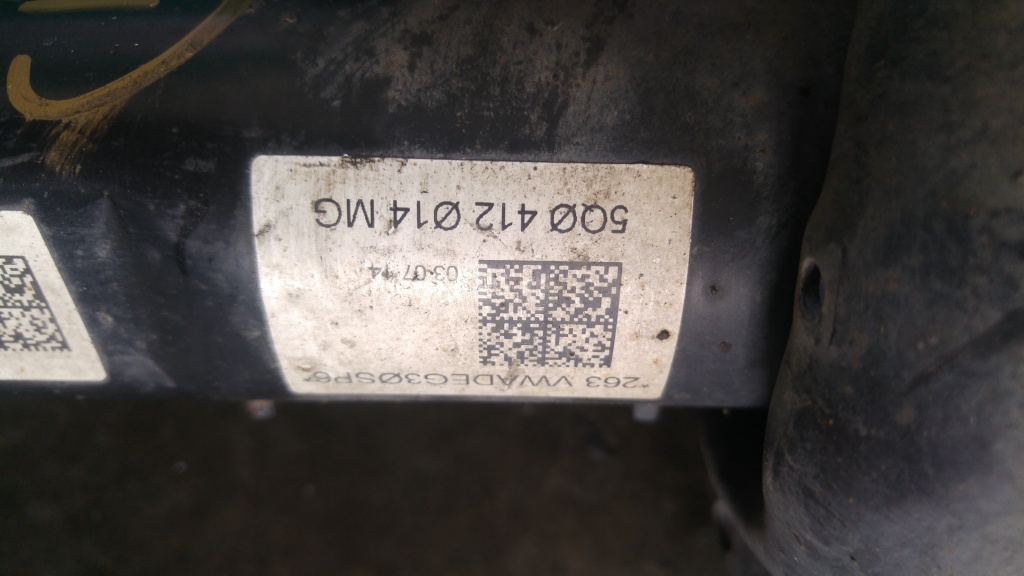 *263 VWADEG3ØSP6*
03-07-14
5QØ 412 Ø14 MG